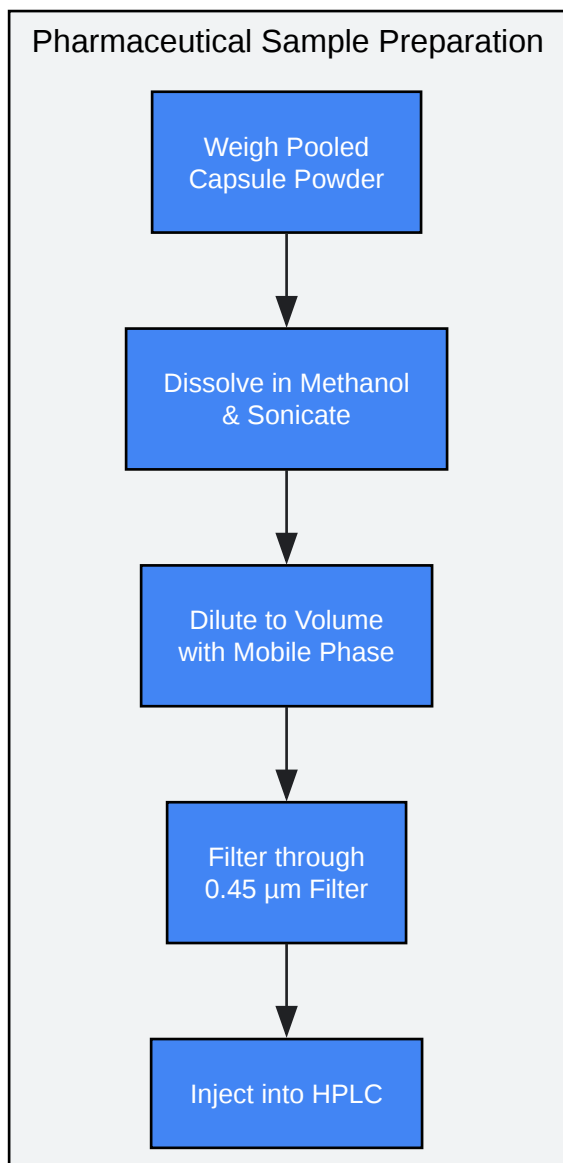 Pharmaceutical Sample Preparation
Weigh Pooled
Capsule Powder
Dissolve in Methanol
& Sonicate
Dilute to Volume
with Mobile Phase
Filter through
0.45 µm Filter
Inject into HPLC